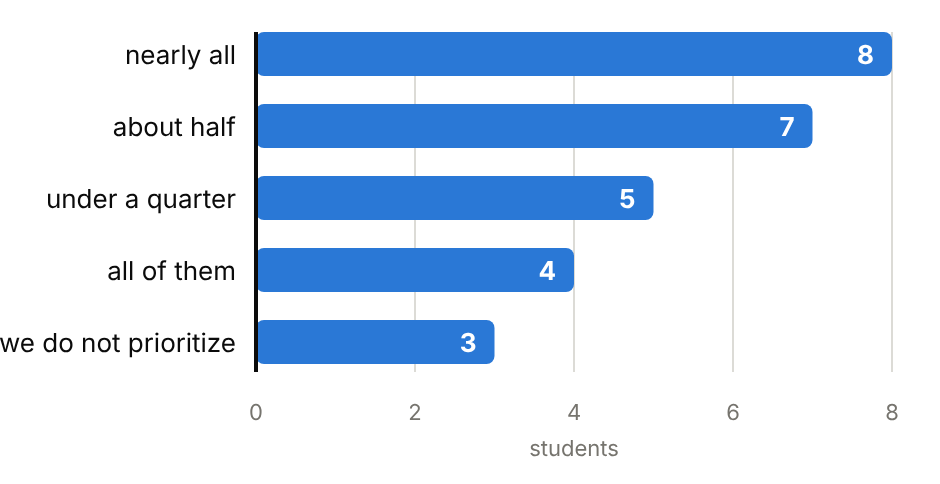 nearly all
8
about half
7
under a quarter
5
all of them
4
we do not prioritize
3
0 2 4 6 8
students